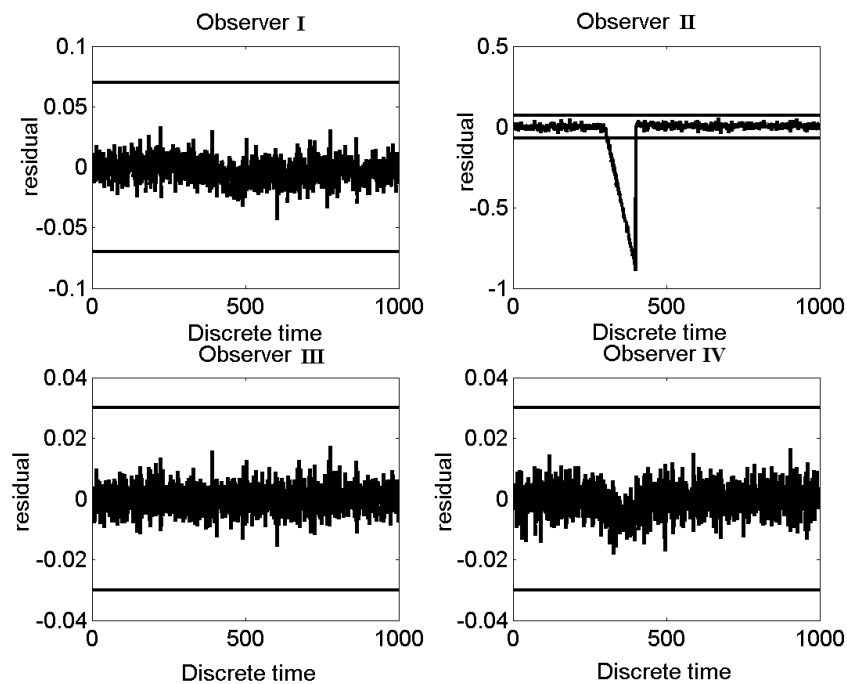 Observer I
0.1
0.05
0
-0.05
-0.1
residual
0
500
1000
Discrete time
Observer II
0.5
0
-0.5
-1
residual
0
500
1000
Discrete time
Observer III
0.04
0.02
0
-0.02
-0.04
residual
0
500
1000
Discrete time
Observer IV
0.04
0.02
0
-0.02
-0.04
residual
0
500
1000
Discrete time